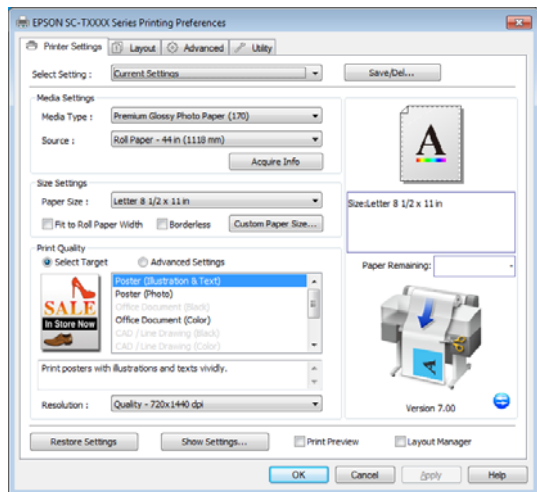 EPSON SC-TXXXX Series Printing Preferences
Printer Settings Layout Advanced Utility
Select Setting : Current Settings Save/Del...
Media Settings
Media Type : Premium Glossy Photo Paper (170)
Source : Roll Paper - 44 in (1118 mm)
Acquire Info
A
Size Settings
Paper Size : Letter 8 1/2 x 11 in
Size:Letter 8 1/2 x 11 in
Fit to Roll Paper Width Borderless Custom Paper Size...
Print Quality
Select Target Advanced Settings
Paper Remaining: -
SALE
In Store Now
Poster (Illustration & Text)
Poster (Photo)
Office Document (Black)
Office Document (Color)
CAD / Line Drawing (Black)
CAD / Line Drawing (Color)
A
Print posters with illustrations and texts vividly.
Resolution : Quality - 720x1440 dpi
Version 7.00
Restore Settings Show Settings... Print Preview Layout Manager
OK Cancel Apply Help